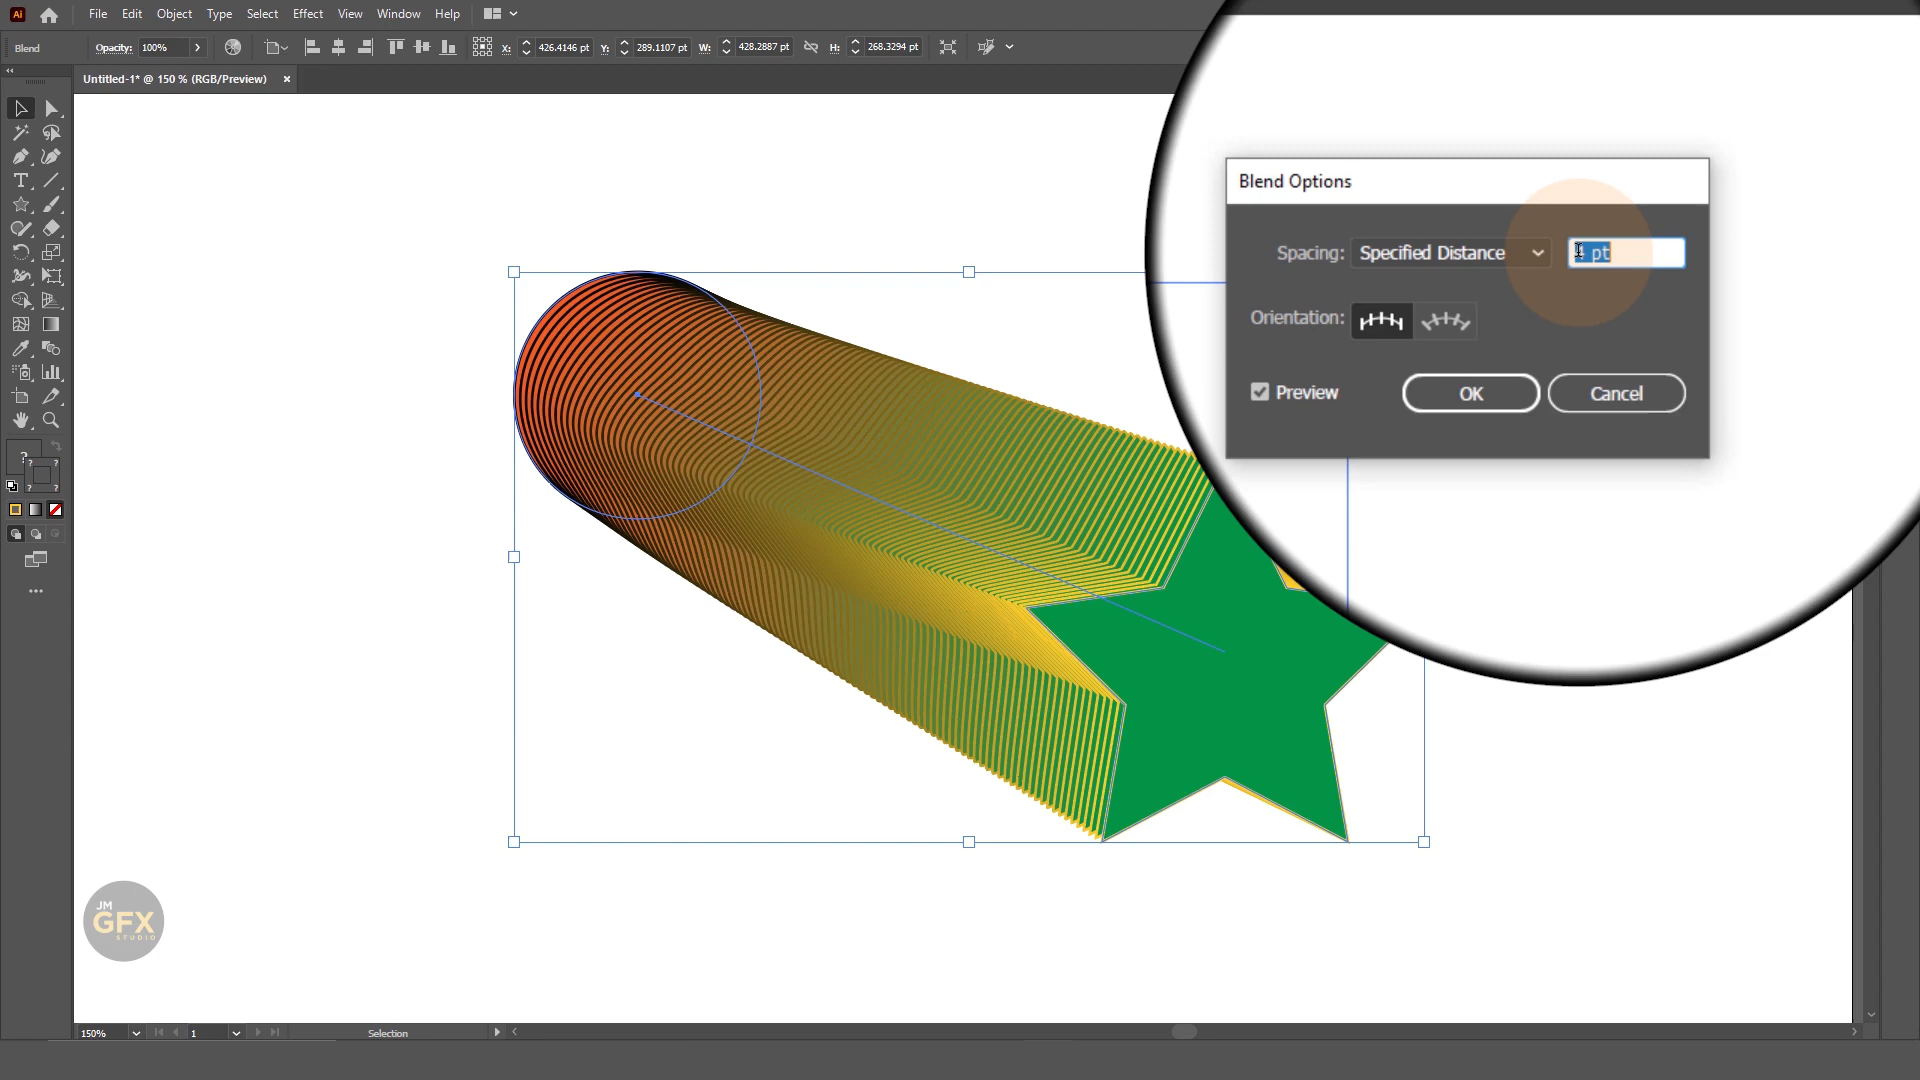 Ai File Edit Object Type Select Effect View Window Help
Blend Opacity: 100% X: 426.4146 pt Y: 289.1107 pt W: 428.2887 pt H: 268.3294 pt
Untitled-1* @ 150 % (RGB/Preview) ×
Blend Options
Spacing: Specified Distance pt
Orientation:
Preview OK Cancel
JM
GFX
STUDIO
150% 1 Selection